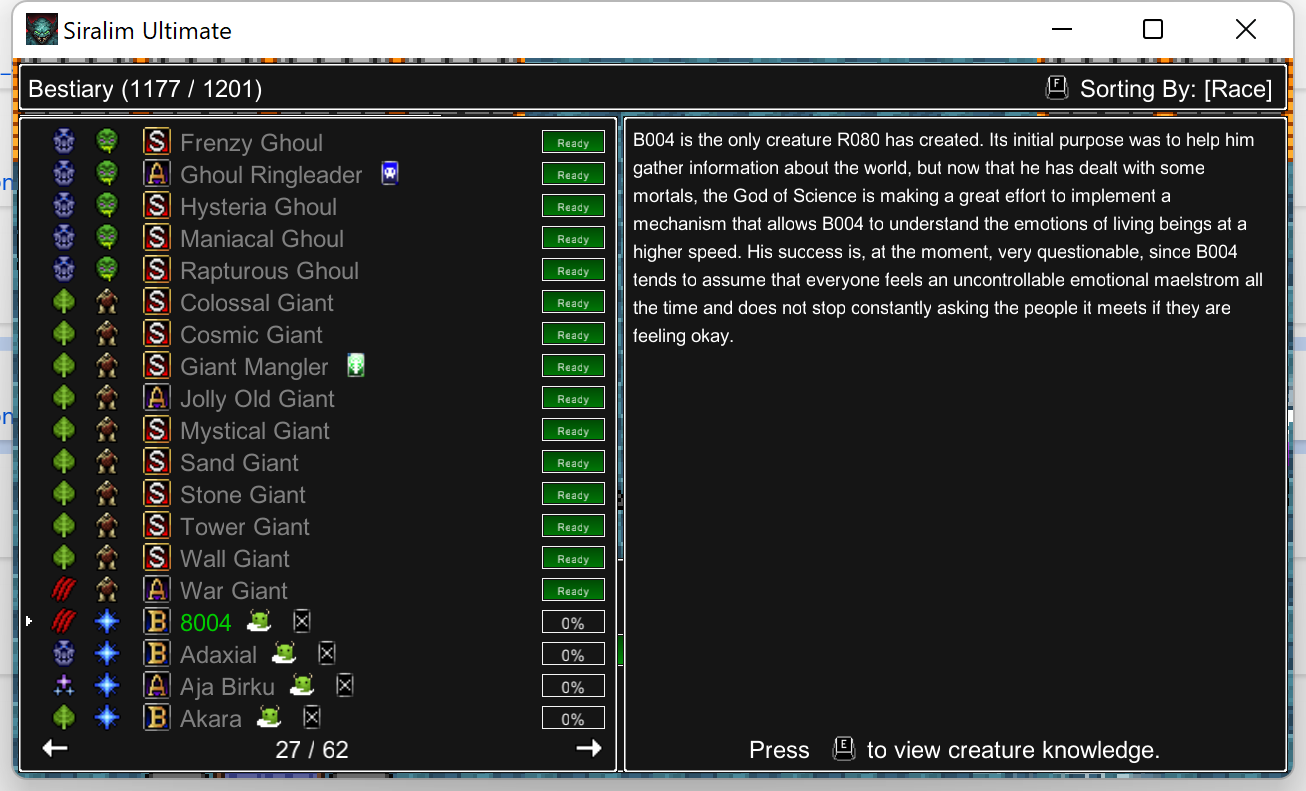 Siralim Ultimate
Bestiary (1177 / 1201)
F Sorting By: [Race]
S Frenzy Ghoul Ready
A Ghoul Ringleader Ready
S Hysteria Ghoul Ready
S Maniacal Ghoul Ready
S Rapturous Ghoul Ready
S Colossal Giant Ready
S Cosmic Giant Ready
S Giant Mangler Ready
A Jolly Old Giant Ready
S Mystical Giant Ready
S Sand Giant Ready
S Stone Giant Ready
S Tower Giant Ready
S Wall Giant Ready
A War Giant Ready
B 8004 0%
B Adaxial 0%
A Aja Birku 0%
B Akara 0%
27 / 62
B004 is the only creature R080 has created. Its initial purpose was to help him
gather information about the world, but now that he has dealt with some
mortals, the God of Science is making a great effort to implement a
mechanism that allows B004 to understand the emotions of living beings at a
higher speed. His success is, at the moment, very questionable, since B004
tends to assume that everyone feels an uncontrollable emotional maelstrom all
the time and does not stop constantly asking the people it meets if they are
feeling okay.
Press E to view creature knowledge.